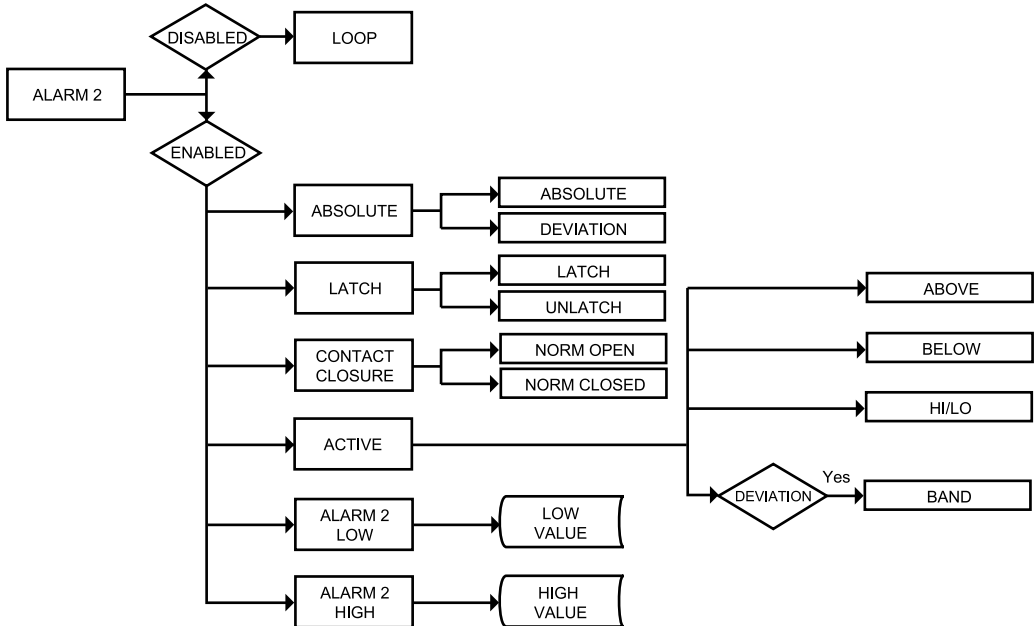 DISABLED
LOOP
ALARM 2
ENABLED
ABSOLUTE
ABSOLUTE
DEVIATION
LATCH
LATCH
UNLATCH
CONTACT
CLOSURE
NORM OPEN
NORM CLOSED
ACTIVE
ABOVE
BELOW
HI/LO
DEVIATION
Yes
BAND
ALARM 2
LOW
LOW
VALUE
ALARM 2
HIGH
HIGH
VALUE